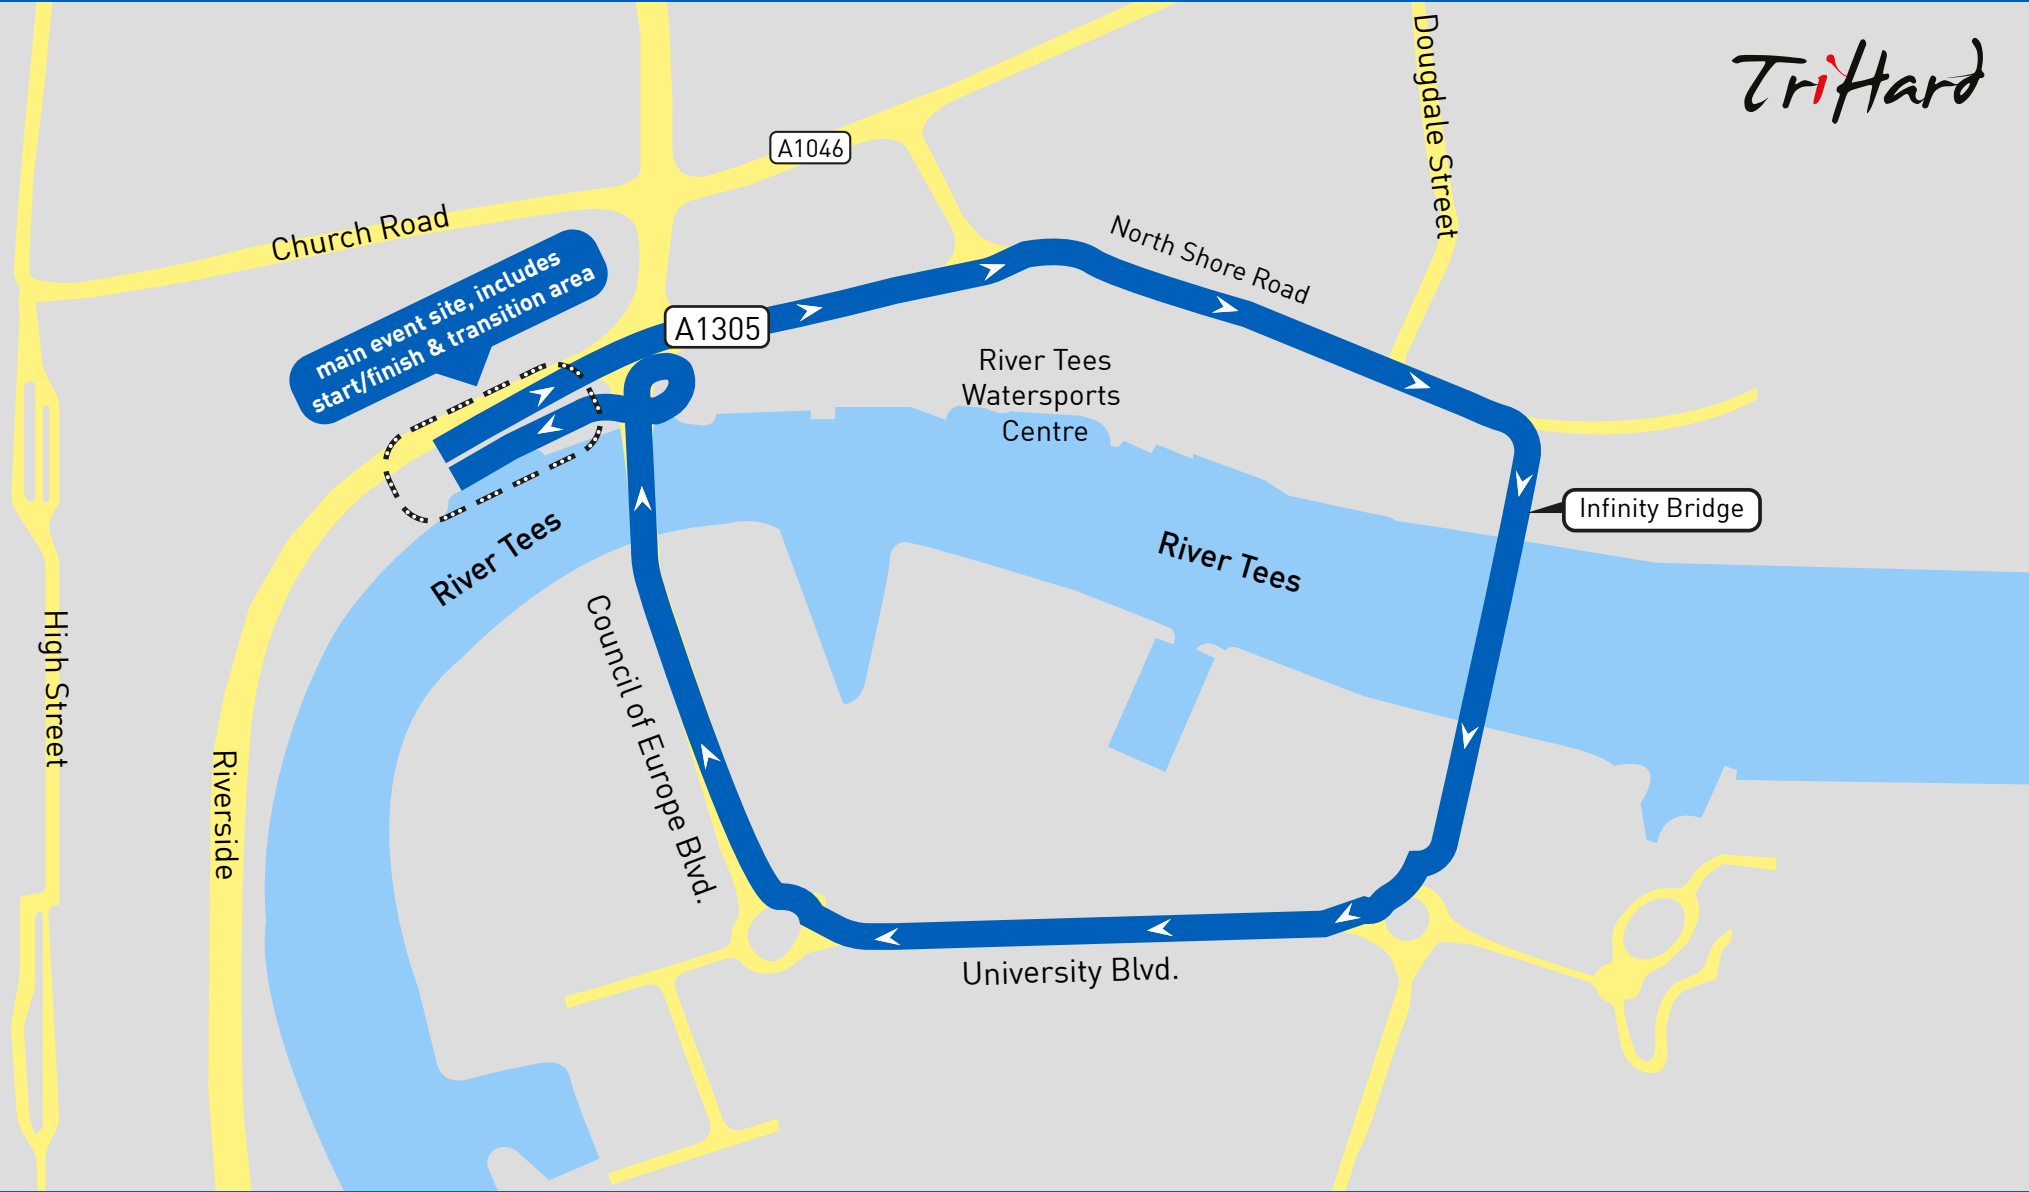 TriHard
Dougdale Street
A1046
Church Road
North Shore Road
main event site, includes
start/finish & transition area
A1305
River Tees
Watersports
Centre
Infinity Bridge
River Tees
River Tees
High Street
Council of Europe Blvd.
Riverside
University Blvd.